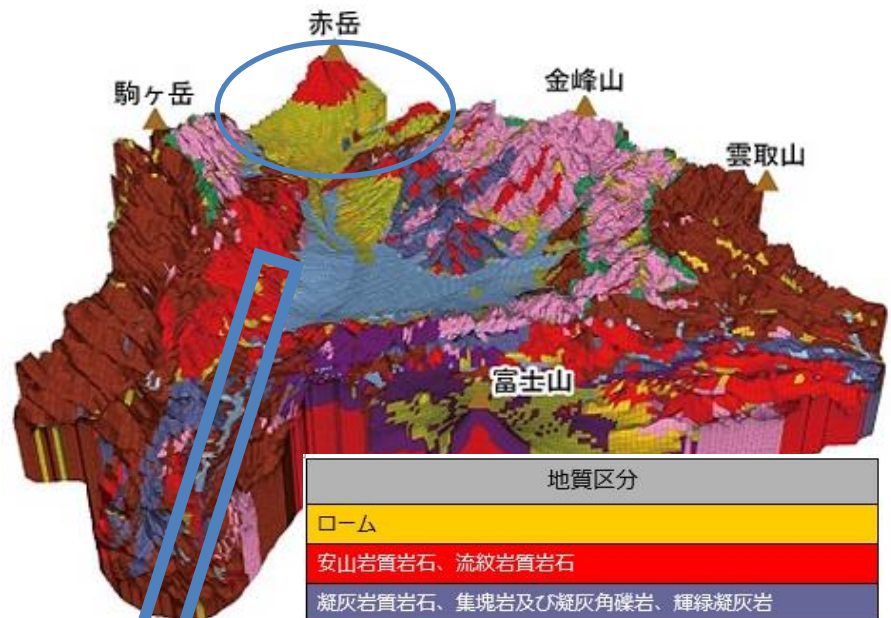 赤岳
駒ヶ岳
金峰山
雲取山
富士山
地質区分
ローム
安山岩質岩石、流紋岩質岩石
凝灰岩質岩石、集塊岩及び凝灰角礫岩、輝緑凝灰岩